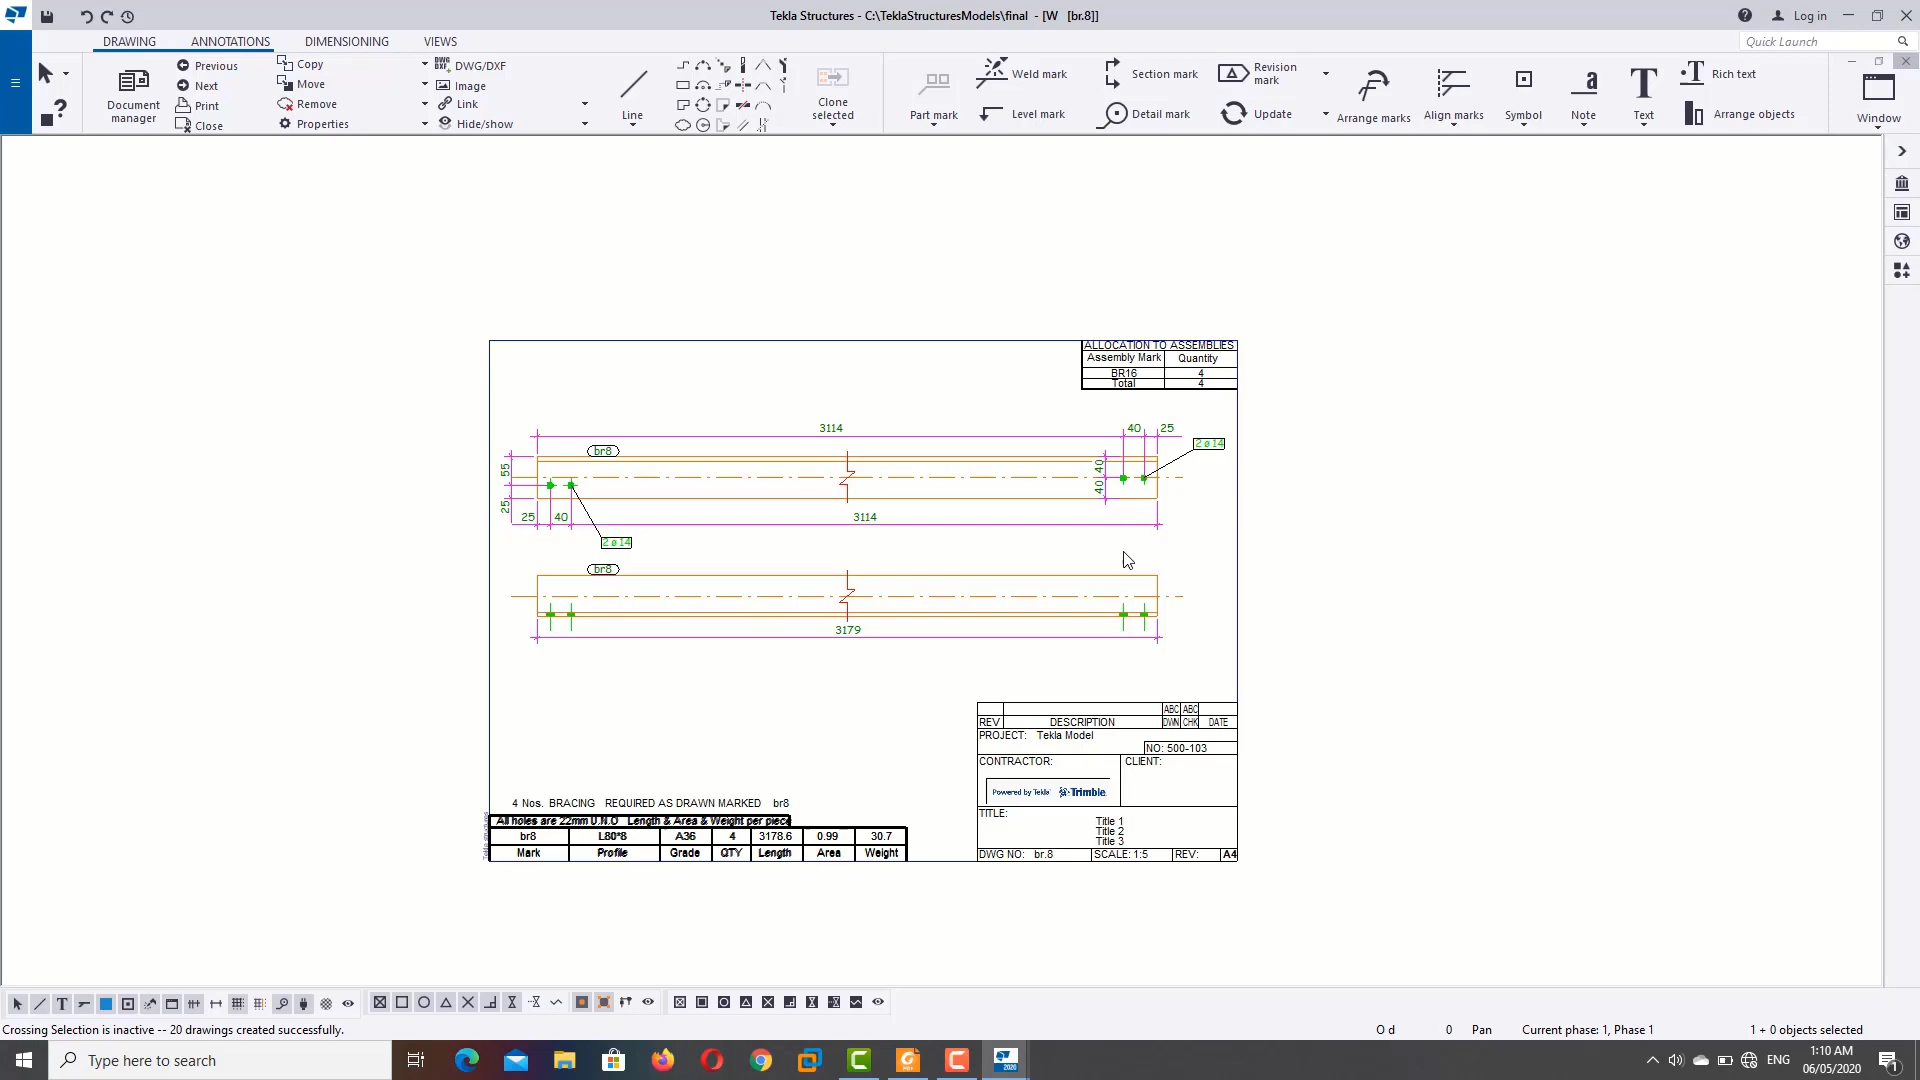 Tekla Structures - C:\TeklaStructuresModels\final - [W [br.8]]
Log in
DRAWING ANNOTATIONS DIMENSIONING VIEWS
Quick Launch
Document manager
Previous
Next
Print
Close
Copy
Move
Remove
Properties
DWG/DXF
Image
Link
Hide/show
Line
Clone selected
Part mark
Weld mark
Level mark
Section mark
Detail mark
Revision mark
Update
Arrange marks
Align marks
Symbol
Note
Text
Rich text
Arrange objects
Window
ALLOCATION TO ASSEMBLIES
Assembly Mark Quantity
BR16 4
Total 4
3114 40 25
2 ø 14
br8
55
25
40
40
25 40 3114
2 ø 14
br8
3179
ABC ABC
REV DESCRIPTION DWN CHK DATE
PROJECT: Tekla Model
NO: 500-103
CONTRACTOR: CLIENT:
Powered by Tekla Trimble.
TITLE:
Title 1
Title 2
Title 3
DWG NO: br.8 SCALE: 1:5 REV: A4
4 Nos. BRACING REQUIRED AS DRAWN MARKED br8
All holes are 22mm U.N.O Length & Area & Weight per piece
br8 L80*8 A36 4 3178.6 0.99 30.7
Mark Profile Grade QTY Length Area Weight
Crossing Selection is inactive -- 20 drawings created successfully.
O d 0 Pan Current phase: 1, Phase 1 1 + 0 objects selected
Type here to search
2020
ENG
1:10 AM
06/05/2020
1